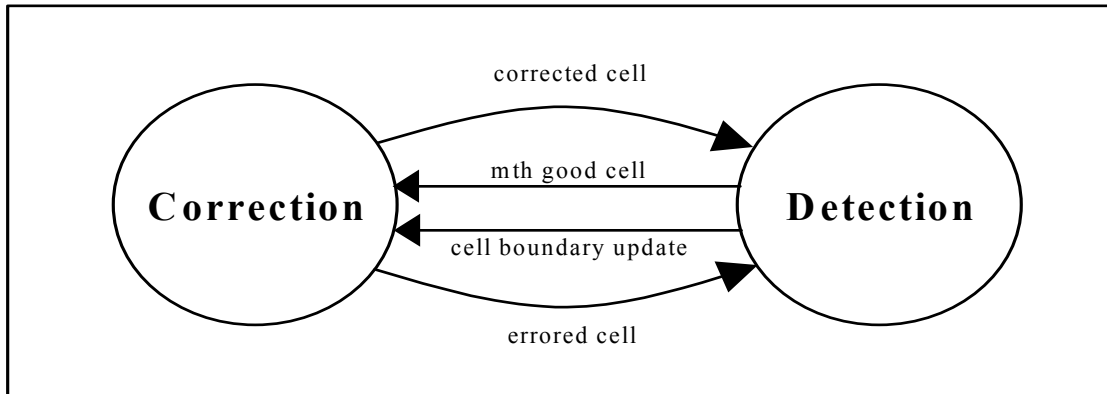 corrected cell
mth good cell
Correction
Detection
cell boundary update
errored cell